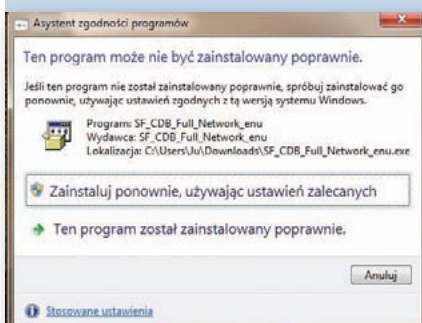 Asystent zgodności programów
Ten program może nie być zainstalowany poprawnie.
Jeśli ten program nie został zainstalowany poprawnie, spróbuj zainstalować go
ponownie, używając ustawień zgodnych z tą wersją systemu Windows.
Program: SF_CDB_Full_Network_enu
Wydawca: SF_CDB_Full_Network_enu
Lokalizacja: C:\Users\Ju\Downloads\SF_CDB_Full_Network_enu.exe
Zainstaluj ponownie, używając ustawień zalecanych
Ten program został zainstalowany poprawnie.
Anuluj
Stosowane ustawienia